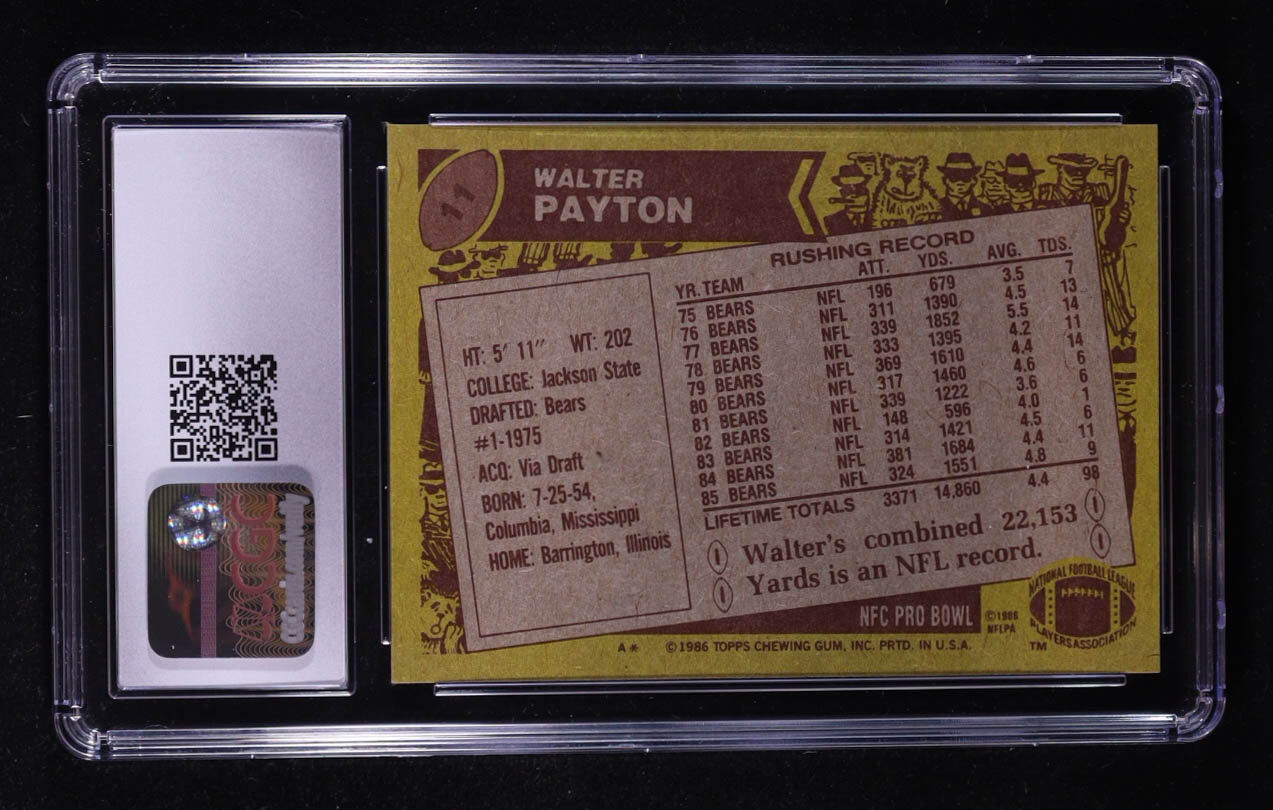 11
WALTER
PAYTON
RUSHING RECORD
YR. TEAM ATT. YDS. AVG. TDS.
75 BEARS NFL 196 679 3.5 7
76 BEARS NFL 311 1390 4.5 13
77 BEARS NFL 339 1852 5.5 14
78 BEARS NFL 333 1395 4.2 11
79 BEARS NFL 369 1610 4.4 14
80 BEARS NFL 317 1460 4.6 6
81 BEARS NFL 339 1222 3.6 6
82 BEARS NFL 148 596 4.0 1
83 BEARS NFL 314 1421 4.5 6
84 BEARS NFL 381 1684 4.4 11
85 BEARS NFL 324 1551 4.8 9
LIFETIME TOTALS 3371 14,860 4.4 98
Walter's combined 22,153
Yards is an NFL record.
HT: 5' 11" WT: 202
COLLEGE: Jackson State
DRAFTED: Bears
#1-1975
ACQ: Via Draft
BORN: 7-25-54,
Columbia, Mississippi
HOME: Barrington, Illinois
NFC PRO BOWL
©1986
NFLPA
NATIONAL FOOTBALL LEAGUE
PLAYERS ASSOCIATION
TM
A* ©1986 TOPPS CHEWING GUM, INC. PRTD. IN U.S.A.